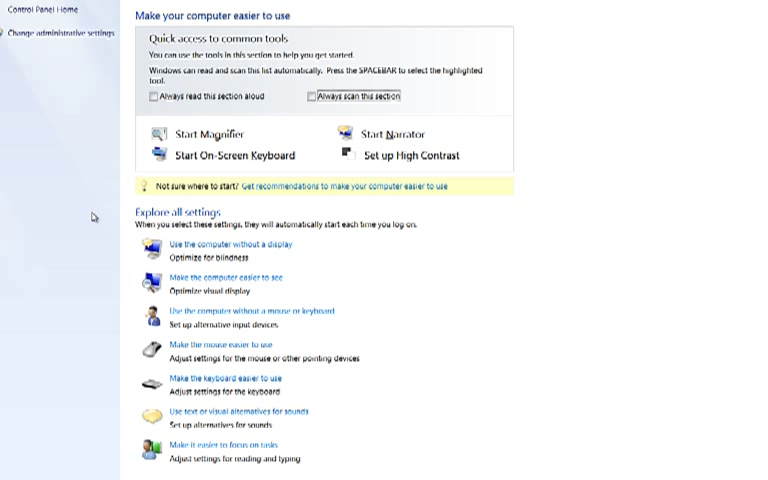 Control Panel Home
Change administrative settings
Make your computer easier to use
Quick access to common tools
You can use the tools in this section to help you get started.
Windows can read and scan this list automatically. Press the SPACEBAR to select the highlighted
tool.
Always read this section aloud
Always scan this section
Start Magnifier
Start Narrator
Start On-Screen Keyboard
Set up High Contrast
Not sure where to start? Get recommendations to make your computer easier to use
Explore all settings
When you select these settings, they will automatically start each time you log on.
Use the computer without a display
Optimize for blindness
Make the computer easier to see
Optimize visual display
Use the computer without a mouse or keyboard
Set up alternative input devices
Make the mouse easier to use
Adjust settings for the mouse or other pointing devices
Make the keyboard easier to use
Adjust settings for the keyboard
Use text or visual alternatives for sounds
Set up alternatives for sounds
Make it easier to focus on tasks
Adjust settings for reading and typing